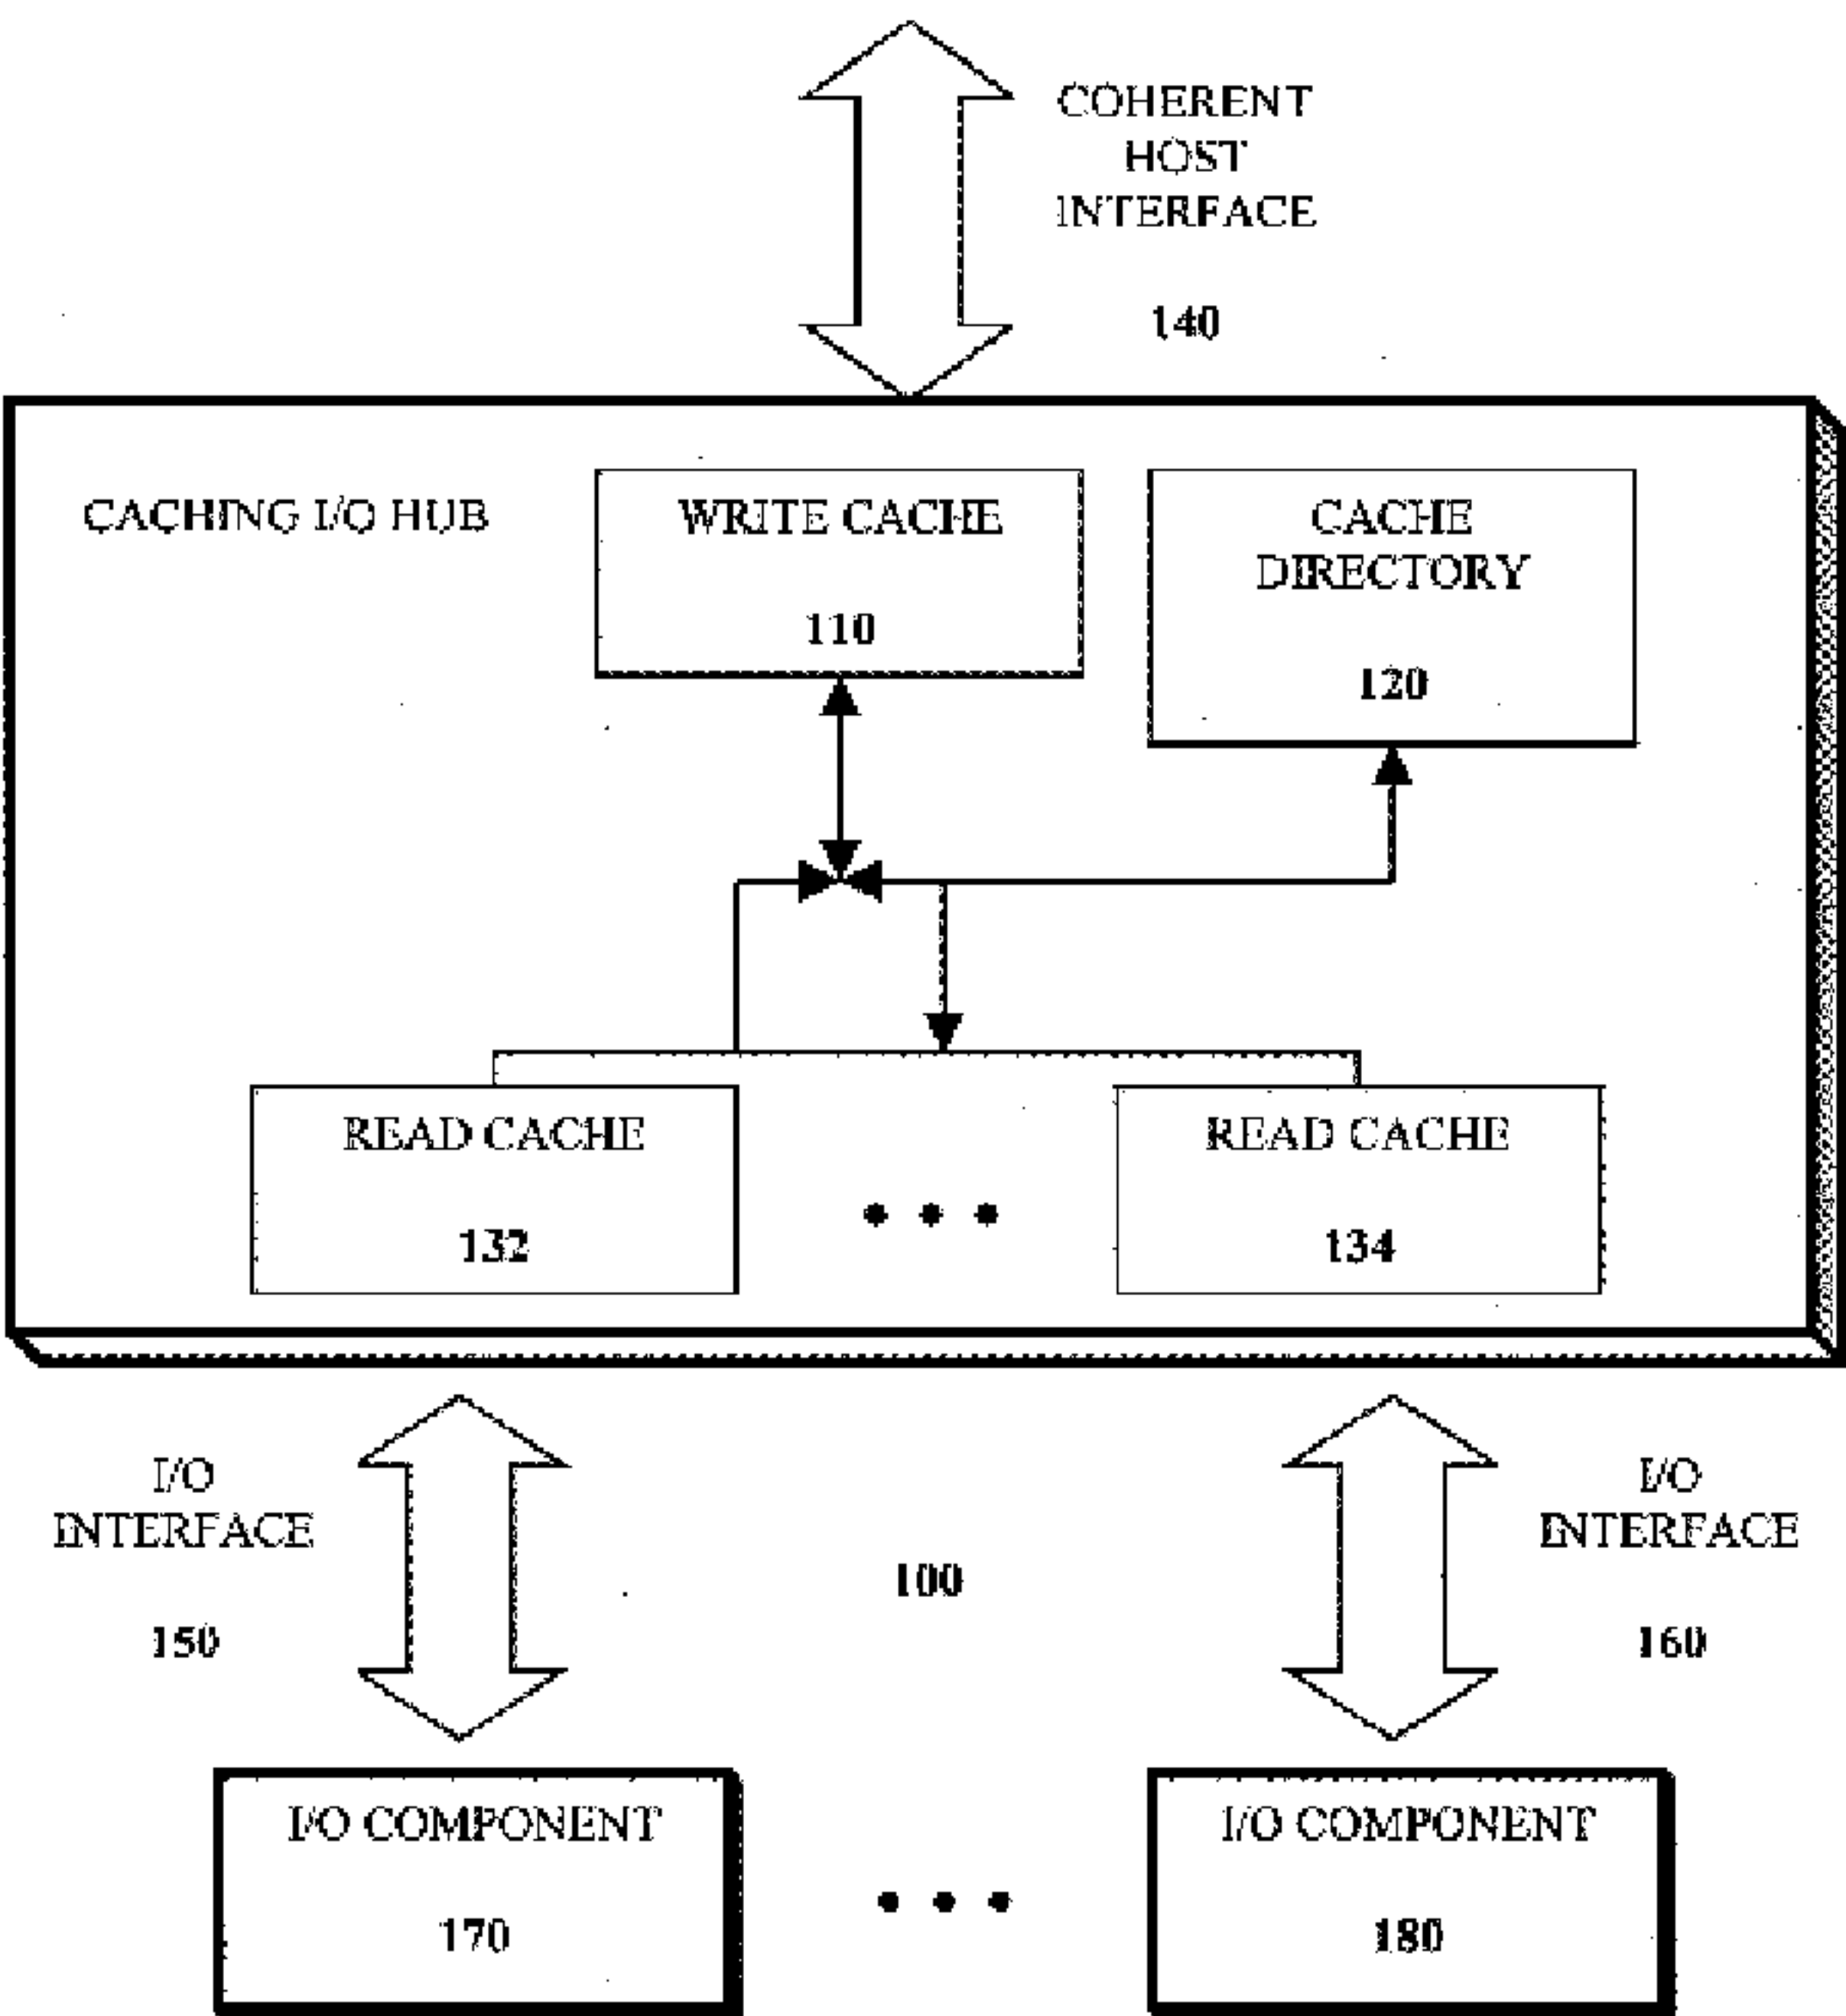 COHERENT
HOST
INTERFACE
140
CACHING I/O HUB
WRITE CACHE
110
CACHE
DIRECTORY
120
READ CACHE
132
READ CACHE
134
I/O
INTERFACE
150
100
I/O
INTERFACE
160
I/O COMPONENT
170
I/O COMPONENT
180